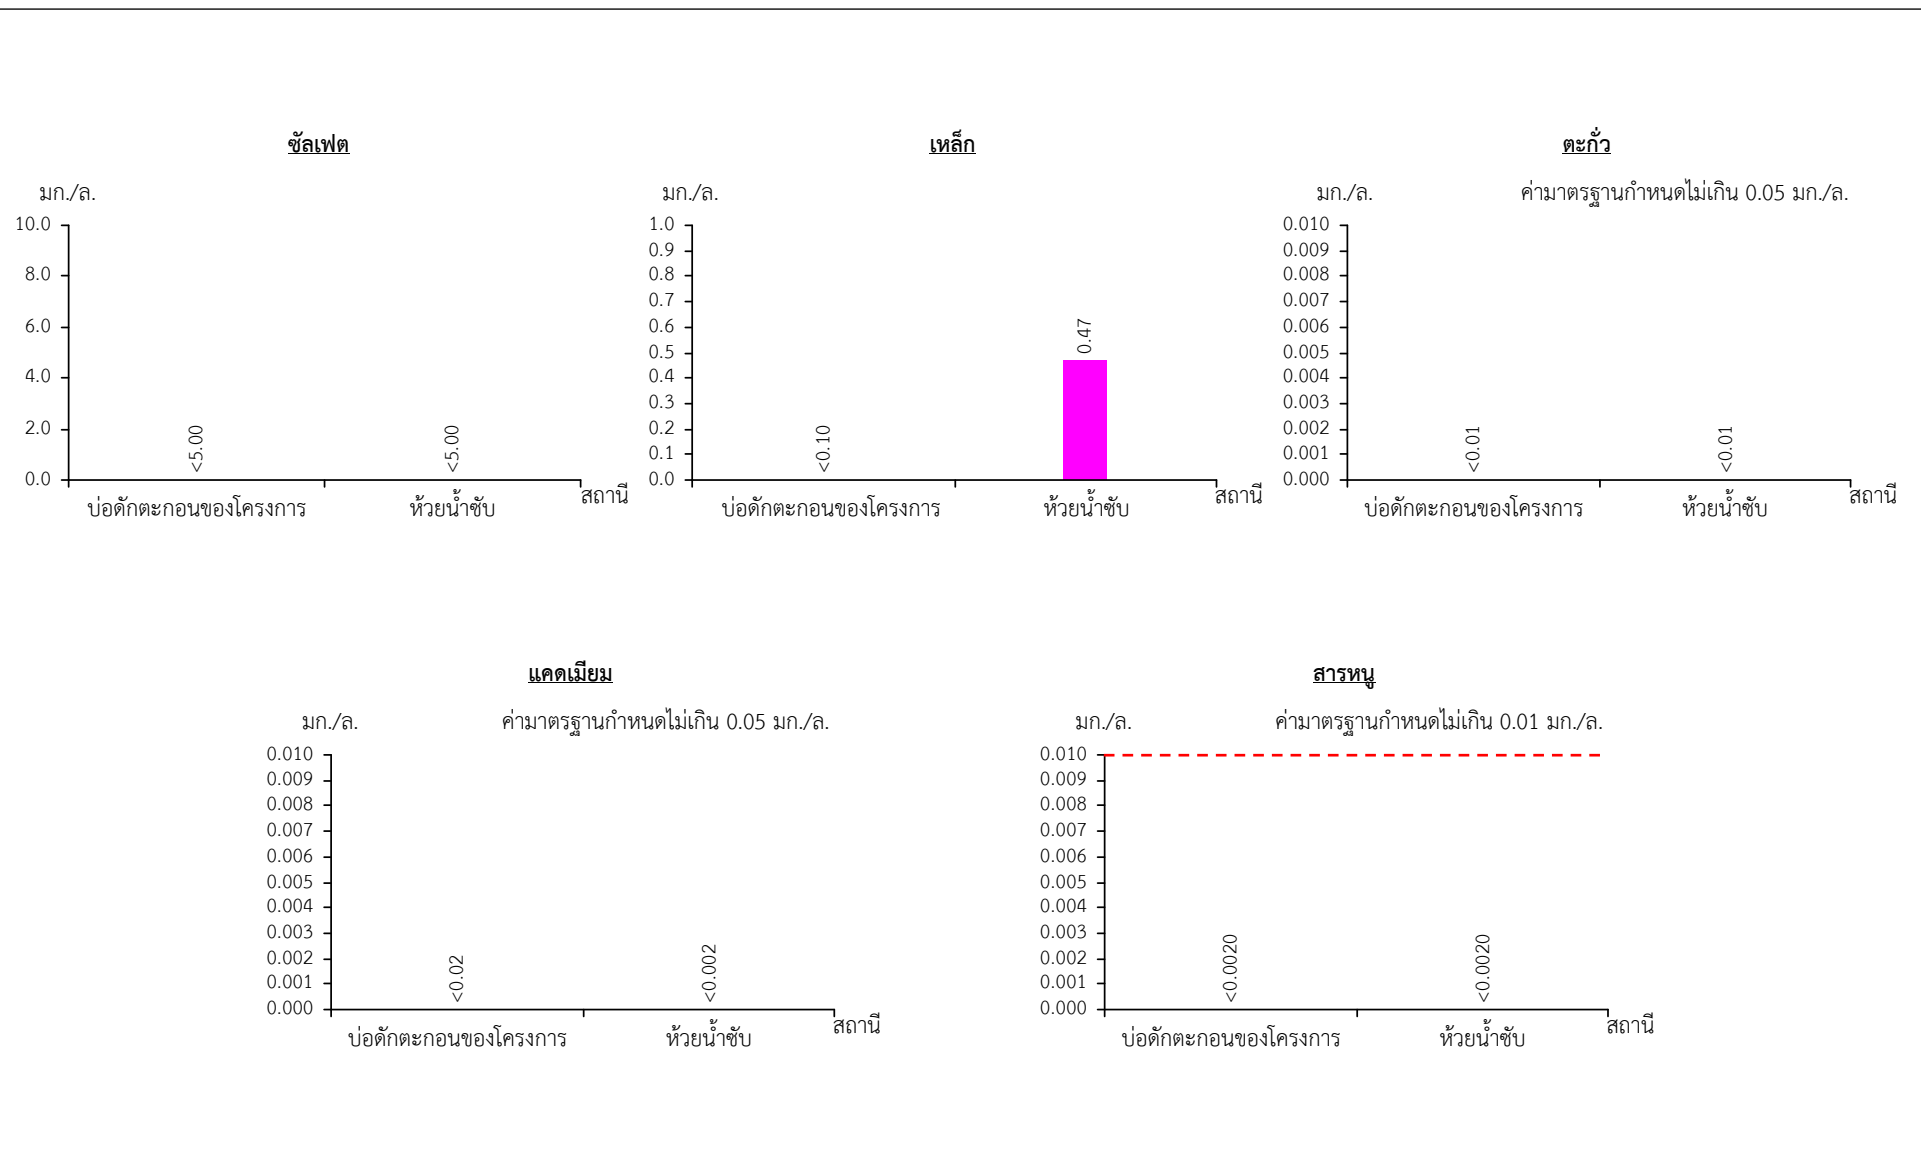 ซัลเฟต
มก./ล.
10.0
8.0
6.0
4.0
2.0
0.0
<5.00
<5.00
บ่อดักตะกอนของโครงการ
ห้วยน้ำซับ
สถานี
เหล็ก
มก./ล.
1.0
0.9
0.8
0.7
0.6
0.5
0.4
0.3
0.2
0.1
0.0
<0.10
0.47
บ่อดักตะกอนของโครงการ
ห้วยน้ำซับ
สถานี
ตะกั่ว
มก./ล.
ค่ามาตรฐานกำหนดไม่เกิน 0.05 มก./ล.
0.010
0.009
0.008
0.007
0.006
0.005
0.004
0.003
0.002
0.001
0.000
<0.01
<0.01
บ่อดักตะกอนของโครงการ
ห้วยน้ำซับ
สถานี
แคดเมียม
มก./ล.
ค่ามาตรฐานกำหนดไม่เกิน 0.05 มก./ล.
0.010
0.009
0.008
0.007
0.006
0.005
0.004
0.003
0.002
0.001
0.000
<0.02
<0.002
บ่อดักตะกอนของโครงการ
ห้วยน้ำซับ
สถานี
สารหนู
มก./ล.
ค่ามาตรฐานกำหนดไม่เกิน 0.01 มก./ล.
0.010
0.009
0.008
0.007
0.006
0.005
0.004
0.003
0.002
0.001
0.000
<0.0020
<0.0020
บ่อดักตะกอนของโครงการ
ห้วยน้ำซับ
สถานี